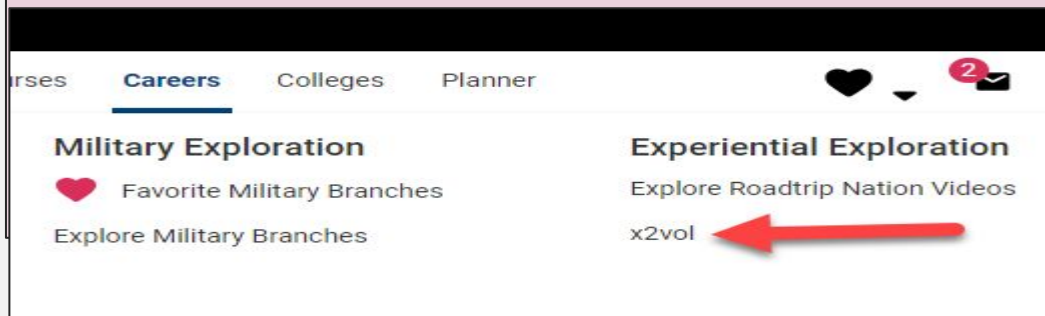 Careers Colleges Planner 2
Military Exploration
Favorite Military Branches
Explore Military Branches
Experiential Exploration
Explore Roadtrip Nation Videos
x2vol